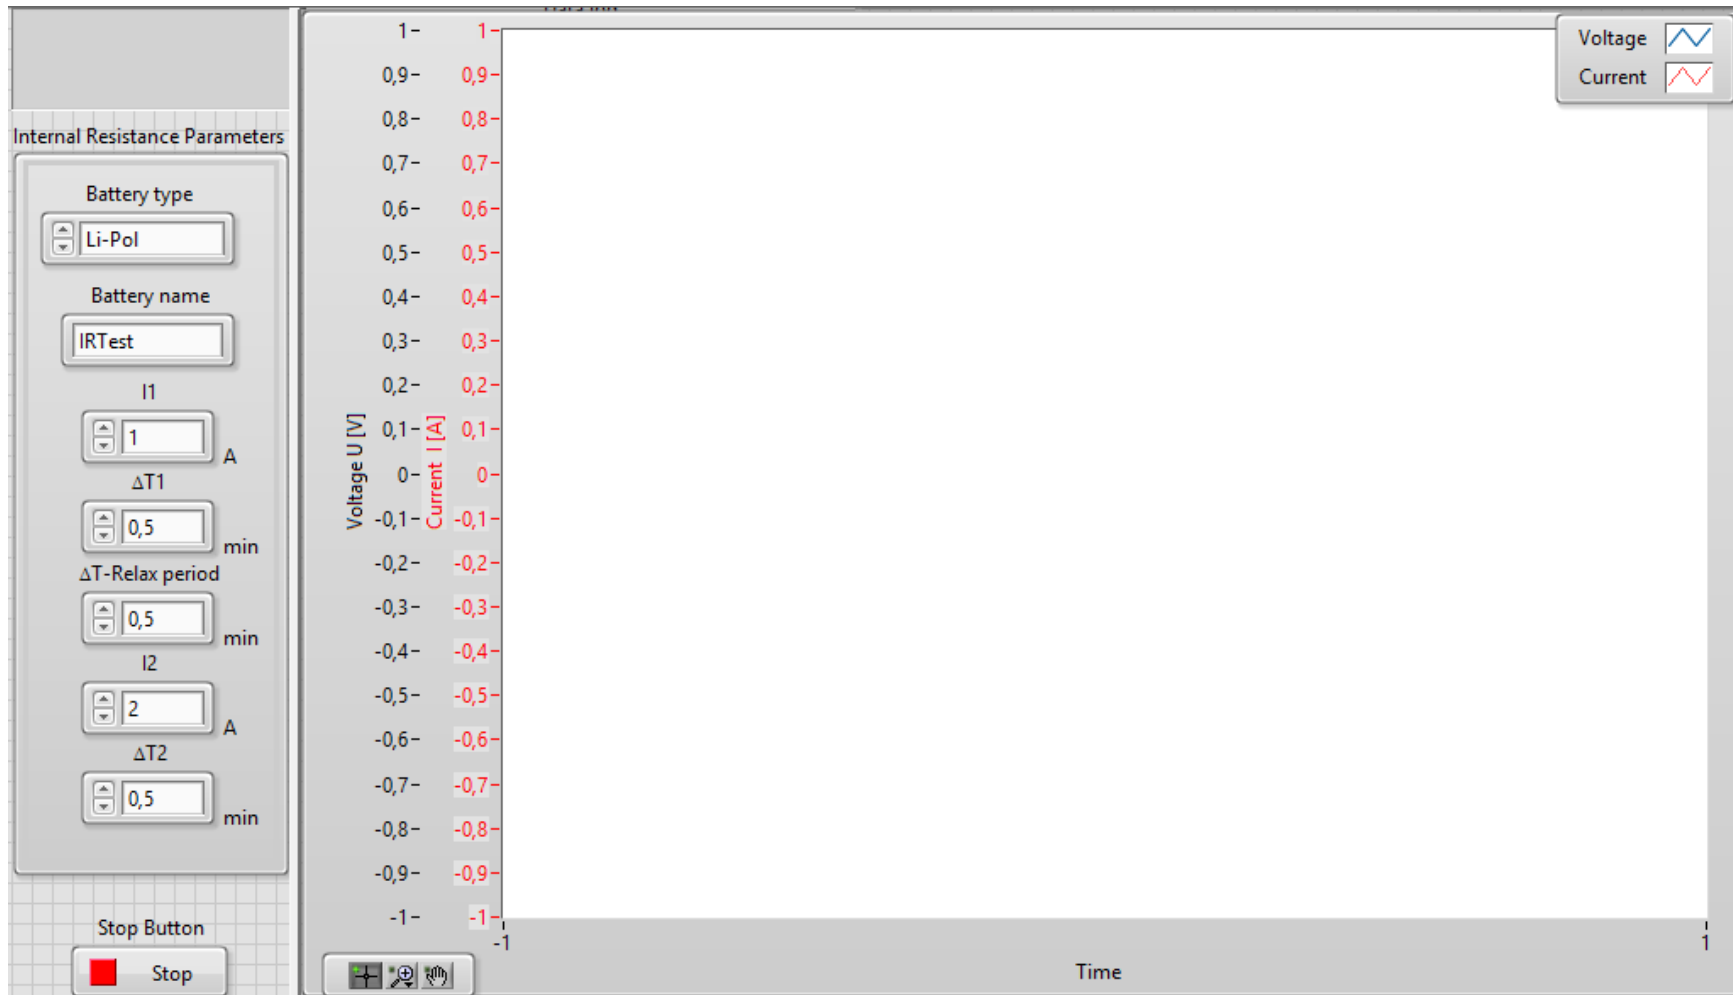 Internal Resistance Parameters
Battery type
Li-Pol
Battery name
IRTest
I1
1
A
ΔT1
0,5
min
ΔT-Relax period
0,5
min
I2
2
A
ΔT2
0,5
min
Stop Button
Stop
Voltage U [V]
1
0,9
0,8
0,7
0,6
0,5
0,4
0,3
0,2
0,1
0
-0,1
-0,2
-0,3
-0,4
-0,5
-0,6
-0,7
-0,8
-0,9
-1
Current I [A]
1
0,9
0,8
0,7
0,6
0,5
0,4
0,3
0,2
0,1
0
-0,1
-0,2
-0,3
-0,4
-0,5
-0,6
-0,7
-0,8
-0,9
-1
Voltage
Current
-1
1
Time